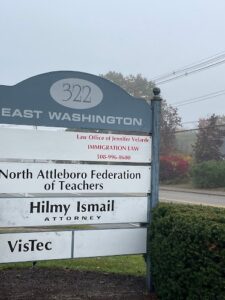 322
EAST WASHINGTON
Law Office of Jennifer Velarde
IMMIGRATION LAW
508-996-8600
North Attleboro Federation
of Teachers
Hilmy Ismail
ATTORNEY
VisTec